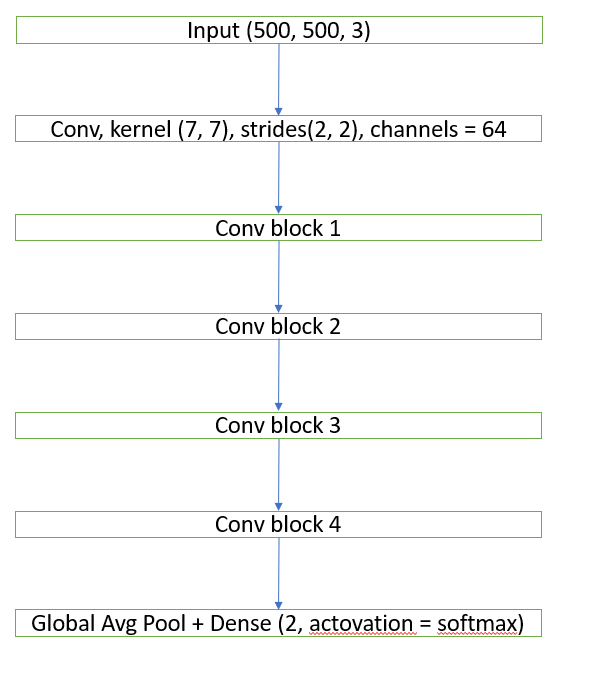 Input (500, 500, 3)
Conv, kernel (7, 7), strides(2, 2), channels = 64
Conv block 1
Conv block 2
Conv block 3
Conv block 4
Global Avg Pool + Dense (2, actovation = softmax)